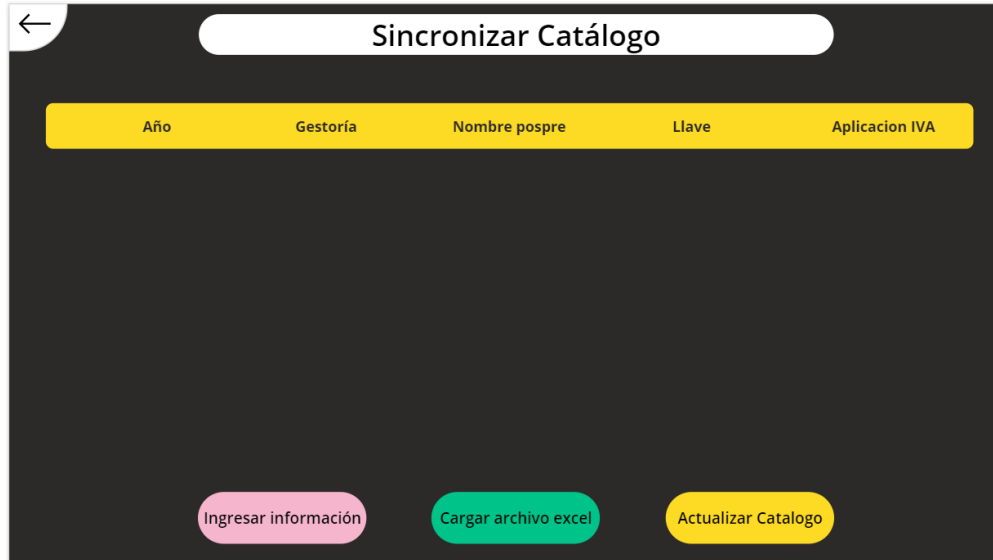 Sincronizar Catálogo
Año Gestoría Nombre pospre Llave Aplicacion IVA
Ingresar información Cargar archivo excel Actualizar Catalogo